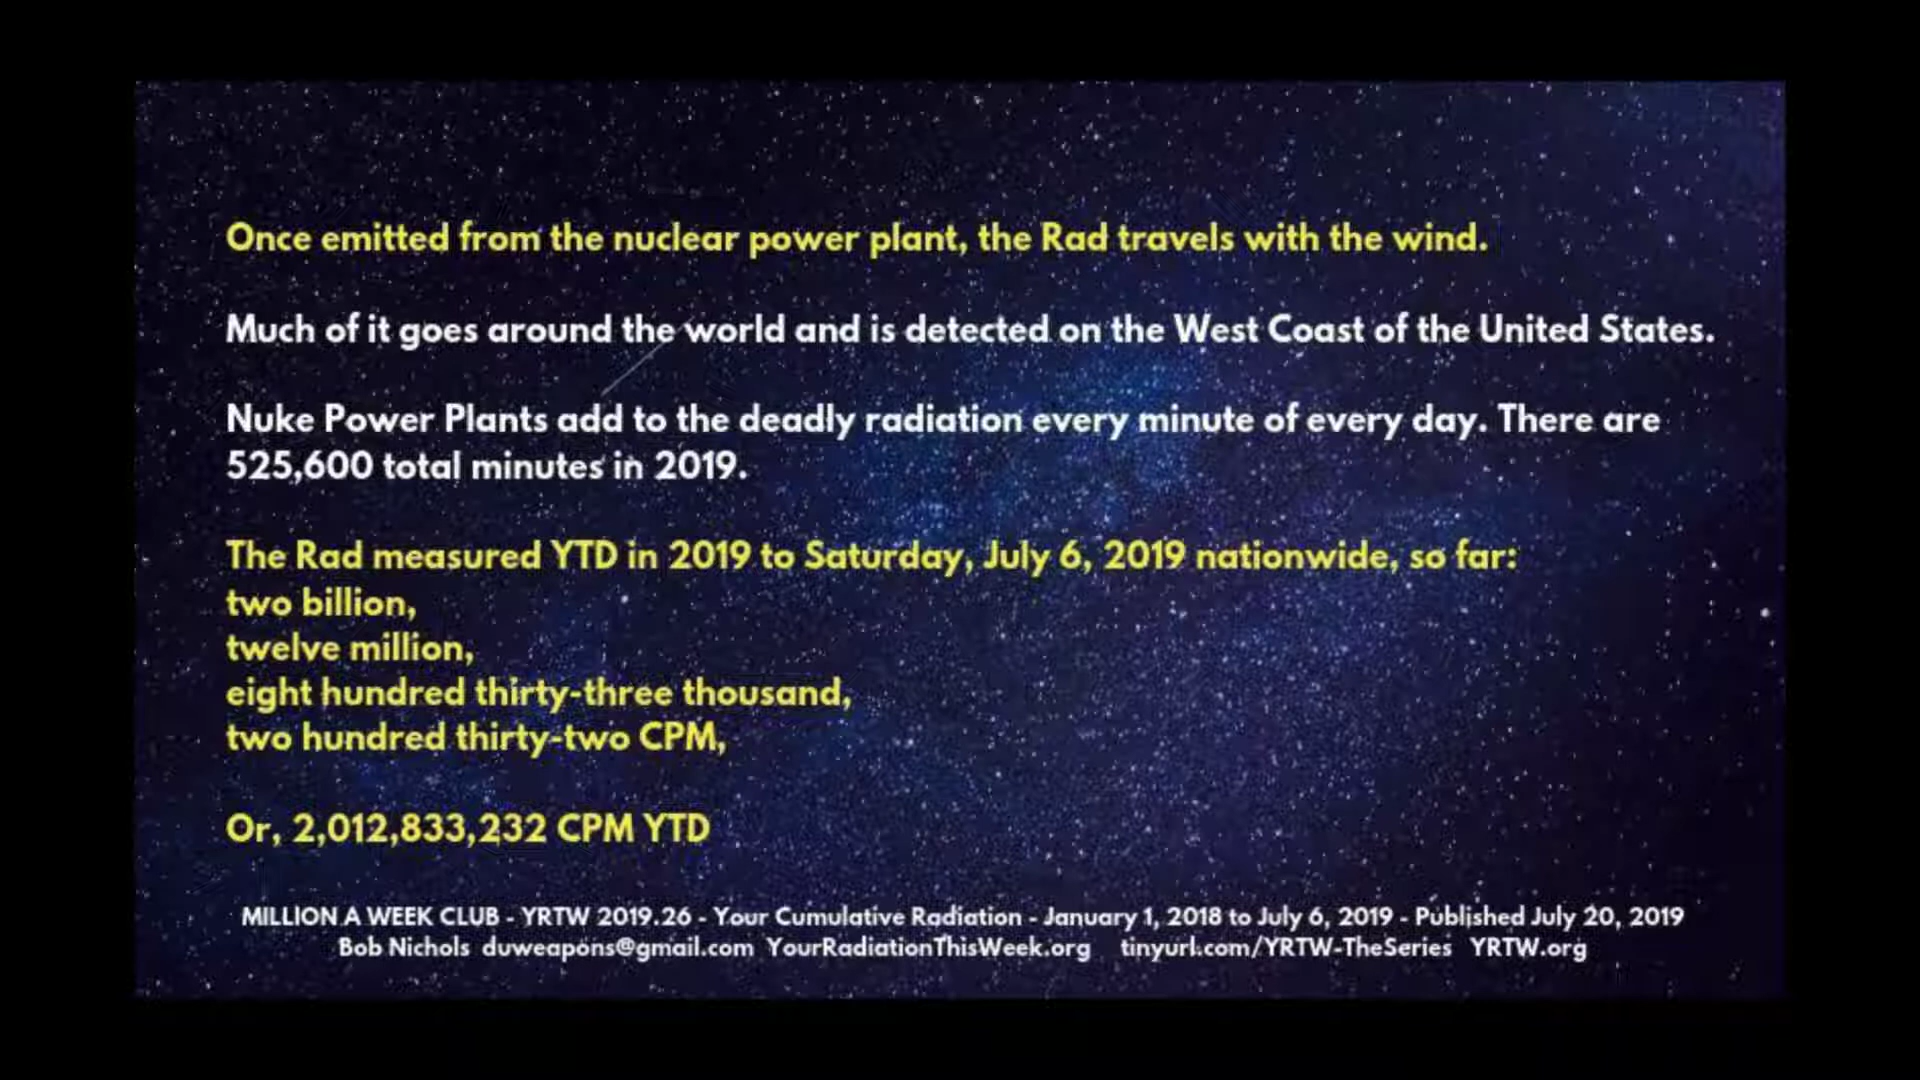 Once emitted from the nuclear power plant, the Rad travels with the wind.
Much of it goes around the world and is detected on the West Coast of the United States.
Nuke Power Plants add to the deadly radiation every minute of every day. There are
525,600 total minutes in 2019.
The Rad measured YTD in 2019 to Saturday, July 6, 2019 nationwide, so far:
two billion,
twelve million,
eight hundred thirty-three thousand,
two hundred thirty-two CPM,
Or, 2,012,833,232 CPM YTD
MILLION A WEEK CLUB - YRTW 2019.26 - Your Cumulative Radiation - January 1, 2018 to July 6, 2019 - Published July 20, 2019
Bob Nichols duweapons@gmail.com YourRadiationThisWeek.org tinyurl.com/YRTW-TheSeries YRTW.org